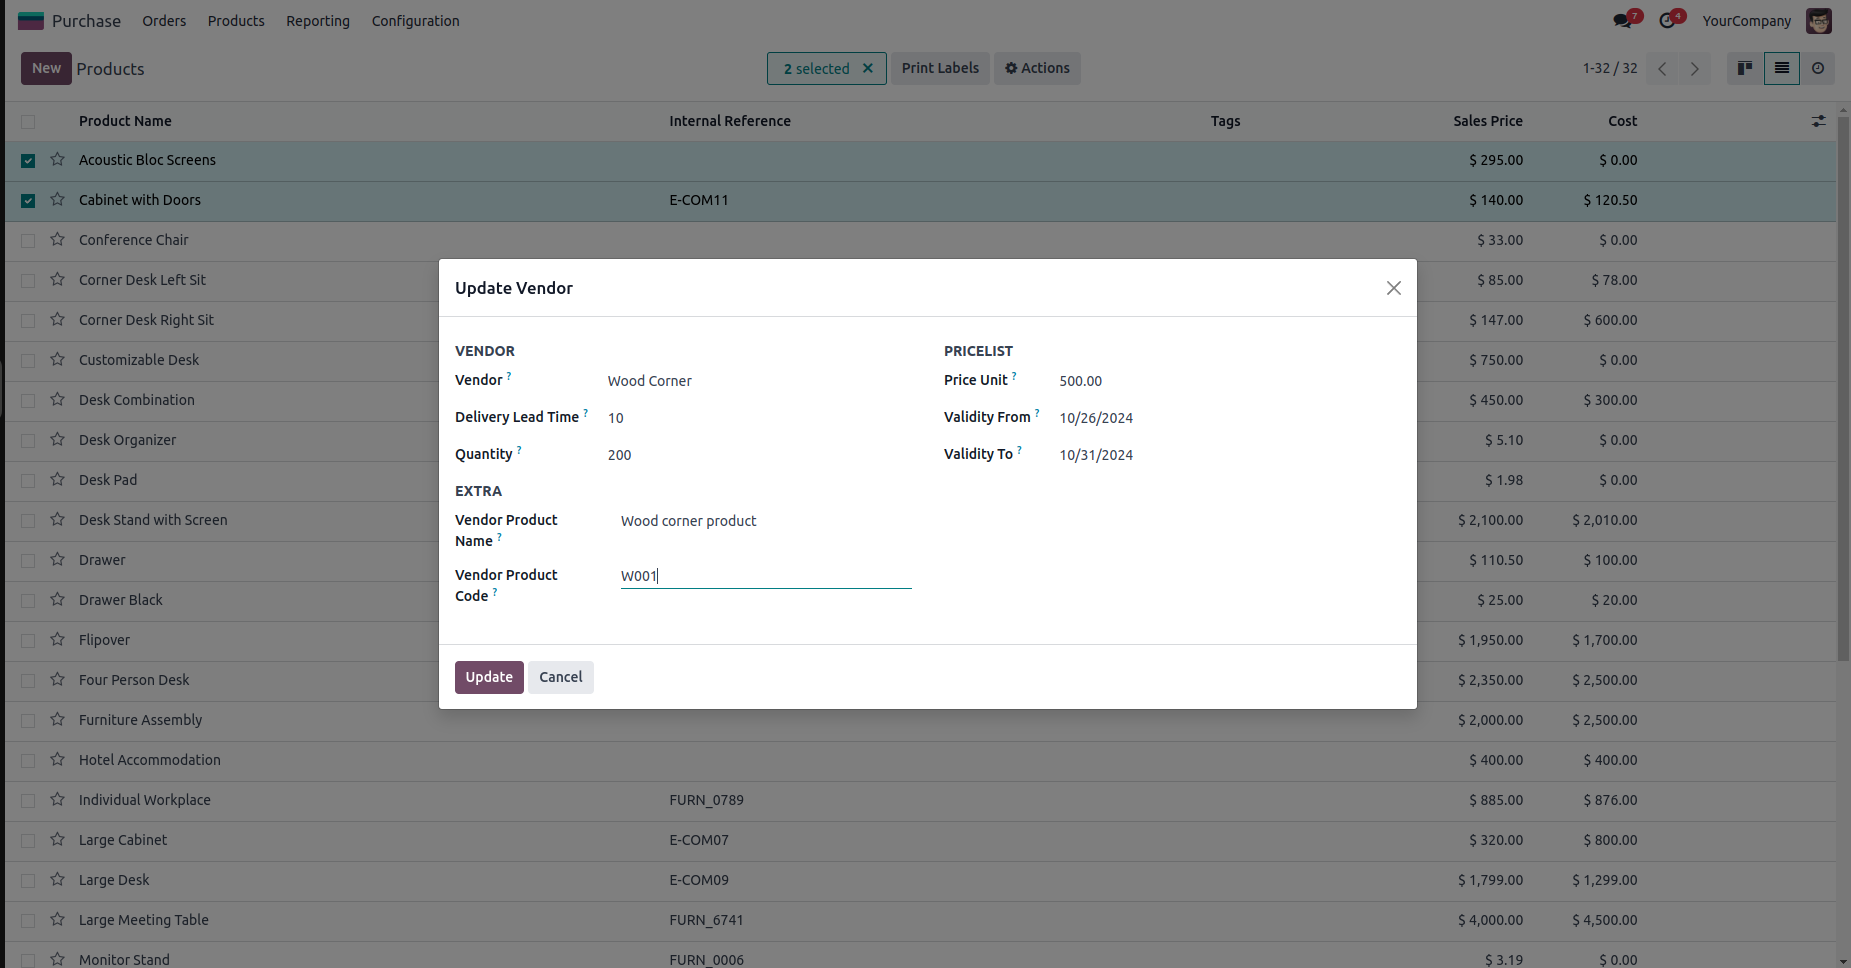 Purchase Orders Products Reporting Configuration 7 4 YourCompany
New Products 2 selected × Print Labels Actions 1-32 / 32
Product Name Internal Reference Tags Sales Price Cost
Acoustic Bloc Screens $ 295.00 $ 0.00
Cabinet with Doors E-COM11 $ 140.00 $ 120.50
Conference Chair $ 33.00 $ 0.00
Corner Desk Left Sit $ 85.00 $ 78.00
Corner Desk Right Sit $ 147.00 $ 600.00
Customizable Desk $ 750.00 $ 0.00
Desk Combination $ 450.00 $ 300.00
Desk Organizer $ 5.10 $ 0.00
Desk Pad $ 1.98 $ 0.00
Desk Stand with Screen $ 2,100.00 $ 2,010.00
Drawer $ 110.50 $ 100.00
Drawer Black $ 25.00 $ 20.00
Flipover $ 1,950.00 $ 1,700.00
Four Person Desk $ 2,350.00 $ 2,500.00
Furniture Assembly $ 2,000.00 $ 2,500.00
Hotel Accommodation $ 400.00 $ 400.00
Individual Workplace FURN_0789 $ 885.00 $ 876.00
Large Cabinet E-COM07 $ 320.00 $ 800.00
Large Desk E-COM09 $ 1,799.00 $ 1,299.00
Large Meeting Table FURN_6741 $ 4,000.00 $ 4,500.00
Monitor Stand FURN_0006 $ 3.19 $ 0.00
Update Vendor
VENDOR
Vendor ? Wood Corner
Delivery Lead Time ? 10
Quantity ? 200
PRICELIST
Price Unit ? 500.00
Validity From ? 10/26/2024
Validity To ? 10/31/2024
EXTRA
Vendor Product
Name ? Wood corner product
Vendor Product
Code ? W001
Update Cancel